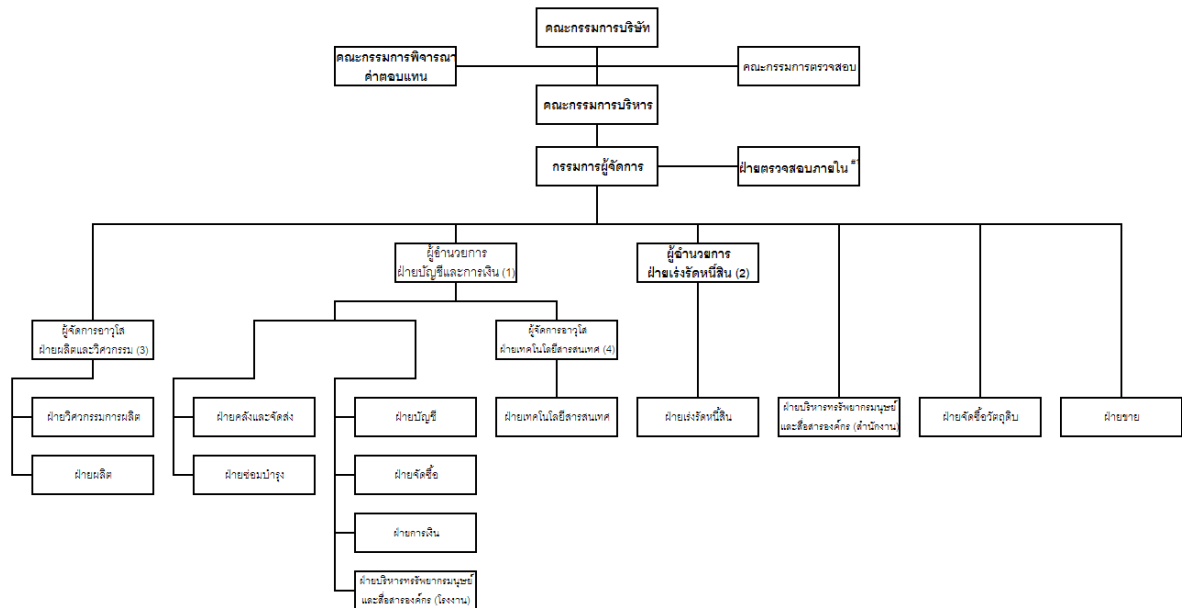 คณะกรรมการบริษัท
คณะกรรมการพิจารณา
ค่าตอบแทน
คณะกรรมการตรวจสอบ
คณะกรรมการบริหาร
กรรมการผู้จัดการ
ฝ่ายตรวจสอบภายใน
ผู้อำนวยการ
ฝ่ายบัญชีและการเงิน (1)
ผู้อำนวยการ
ฝ่ายเร่งรัดหนี้สิน (2)
ผู้จัดการอาวุโส
ฝ่ายผลิตและวิศวกรรม (3)
ผู้จัดการอาวุโส
ฝ่ายเทคโนโลยีสารสนเทศ (4)
ฝ่ายวิศวกรรมการผลิต
ฝ่ายคลังและจัดส่ง
ฝ่ายบัญชี
ฝ่ายเทคโนโลยีสารสนเทศ
ฝ่ายเร่งรัดหนี้สิน
ฝ่ายบริหารทรัพยากรมนุษย์
และสื่อสารองค์กร (สำนักงาน)
ฝ่ายจัดซื้อวัตถุดิบ
ฝ่ายขาย
ฝ่ายผลิต
ฝ่ายซ่อมบำรุง
ฝ่ายจัดซื้อ
ฝ่ายการเงิน
ฝ่ายบริหารทรัพยากรมนุษย์
และสื่อสารองค์กร (โรงงาน)